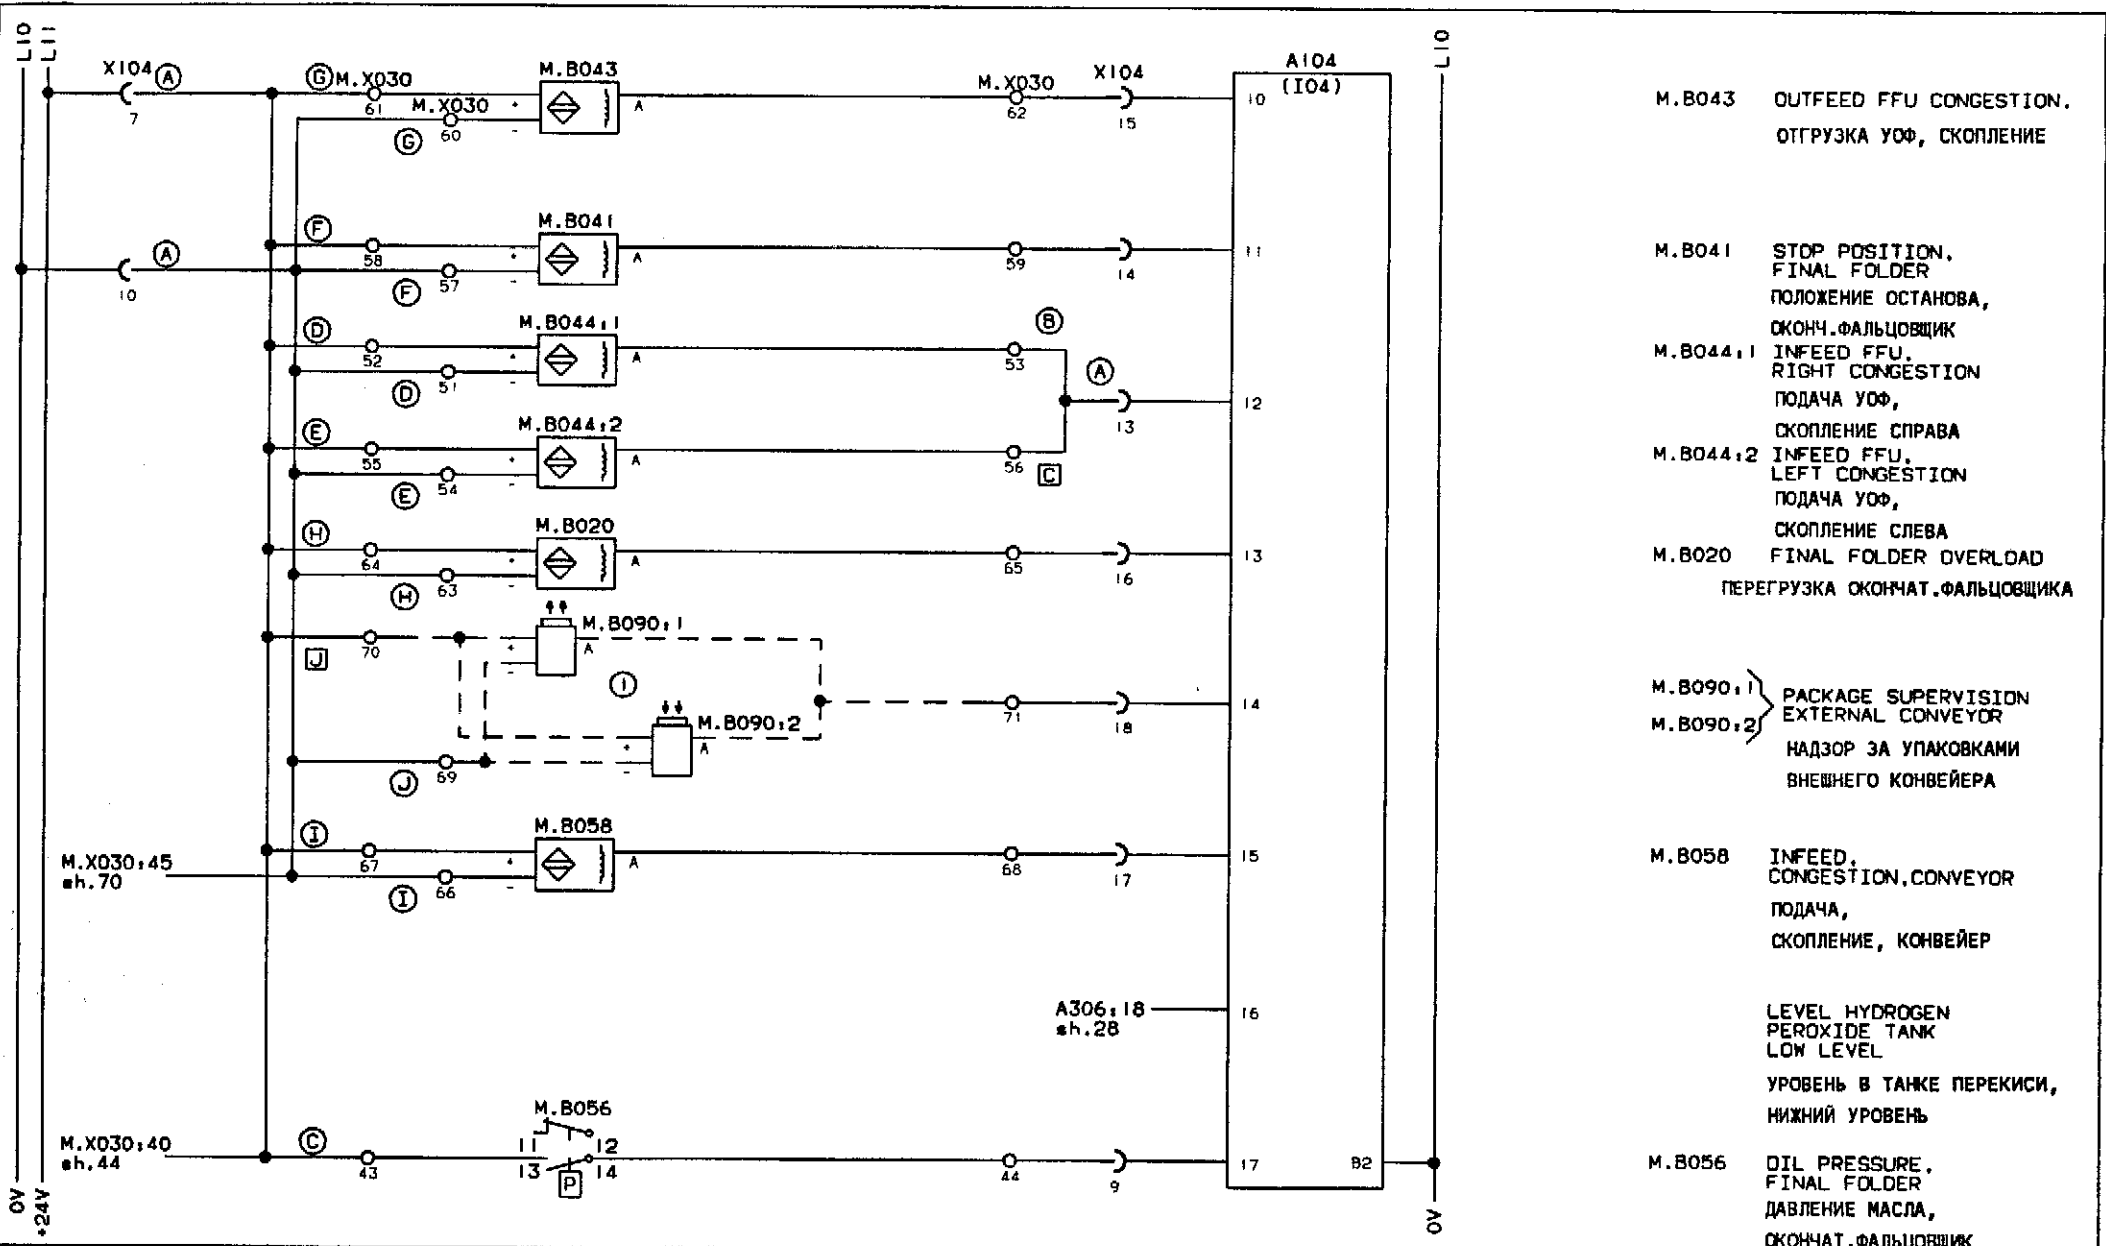 L10
L11
X104 A
7
G M.X030
61
M.X030
60
G
M.B043
+
-
A
M.X030
62
X104
15
A104
(I04)
10
L10
M.B043 OUTFEED FFU CONGESTION.
ОТГРУЗКА УОФ, СКОПЛЕНИЕ
A
10
F
58
57
F
M.B041
+
-
A
59
14
11
M.B041 STOP POSITION.
FINAL FOLDER
ПОЛОЖЕНИЕ ОСТАНОВА,
ОКОНЧ.ФАЛЬЦОВЩИК
D
52
51
D
M.B044:1
+
-
A
B
53
A
13
12
M.B044:1 INFEED FFU.
RIGHT CONGESTION
ПОДАЧА УОФ,
СКОПЛЕНИЕ СПРАВА
E
55
54
E
M.B044:2
+
-
A
56
C
M.B044:2 INFEED FFU.
LEFT CONGESTION
ПОДАЧА УОФ,
СКОПЛЕНИЕ СЛЕВА
H
64
63
H
M.B020
+
-
A
65
16
13
M.B020 FINAL FOLDER OVERLOAD
ПЕРЕГРУЗКА ОКОНЧАТ.ФАЛЬЦОВЩИКА
J
70
M.B090:1
+
-
A
I
M.B090:2
+
-
A
J
69
71
18
14
M.B090:1
M.B090:2
PACKAGE SUPERVISION
EXTERNAL CONVEYOR
НАДЗОР ЗА УПАКОВКАМИ
ВНЕШНЕГО КОНВЕЙЕРА
M.X030:45
sh.70
I
67
66
I
M.B058
+
-
A
68
17
15
M.B058 INFEED.
CONGESTION,CONVEYOR
ПОДАЧА,
СКОПЛЕНИЕ, КОНВЕЙЕР
A306:18
sh.28
16
LEVEL HYDROGEN
PEROXIDE TANK
LOW LEVEL
УРОВЕНЬ В ТАНКЕ ПЕРЕКИСИ,
НИЖНИЙ УРОВЕНЬ
M.X030:40
sh.44
C
43
M.B056
11 12
13 14
P
44
9
17
B2
M.B056 OIL PRESSURE.
FINAL FOLDER
ДАВЛЕНИЕ МАСЛА,
ОКОНЧАТ.ФАЛЬЦОВЩИК
0V
+24V
0V